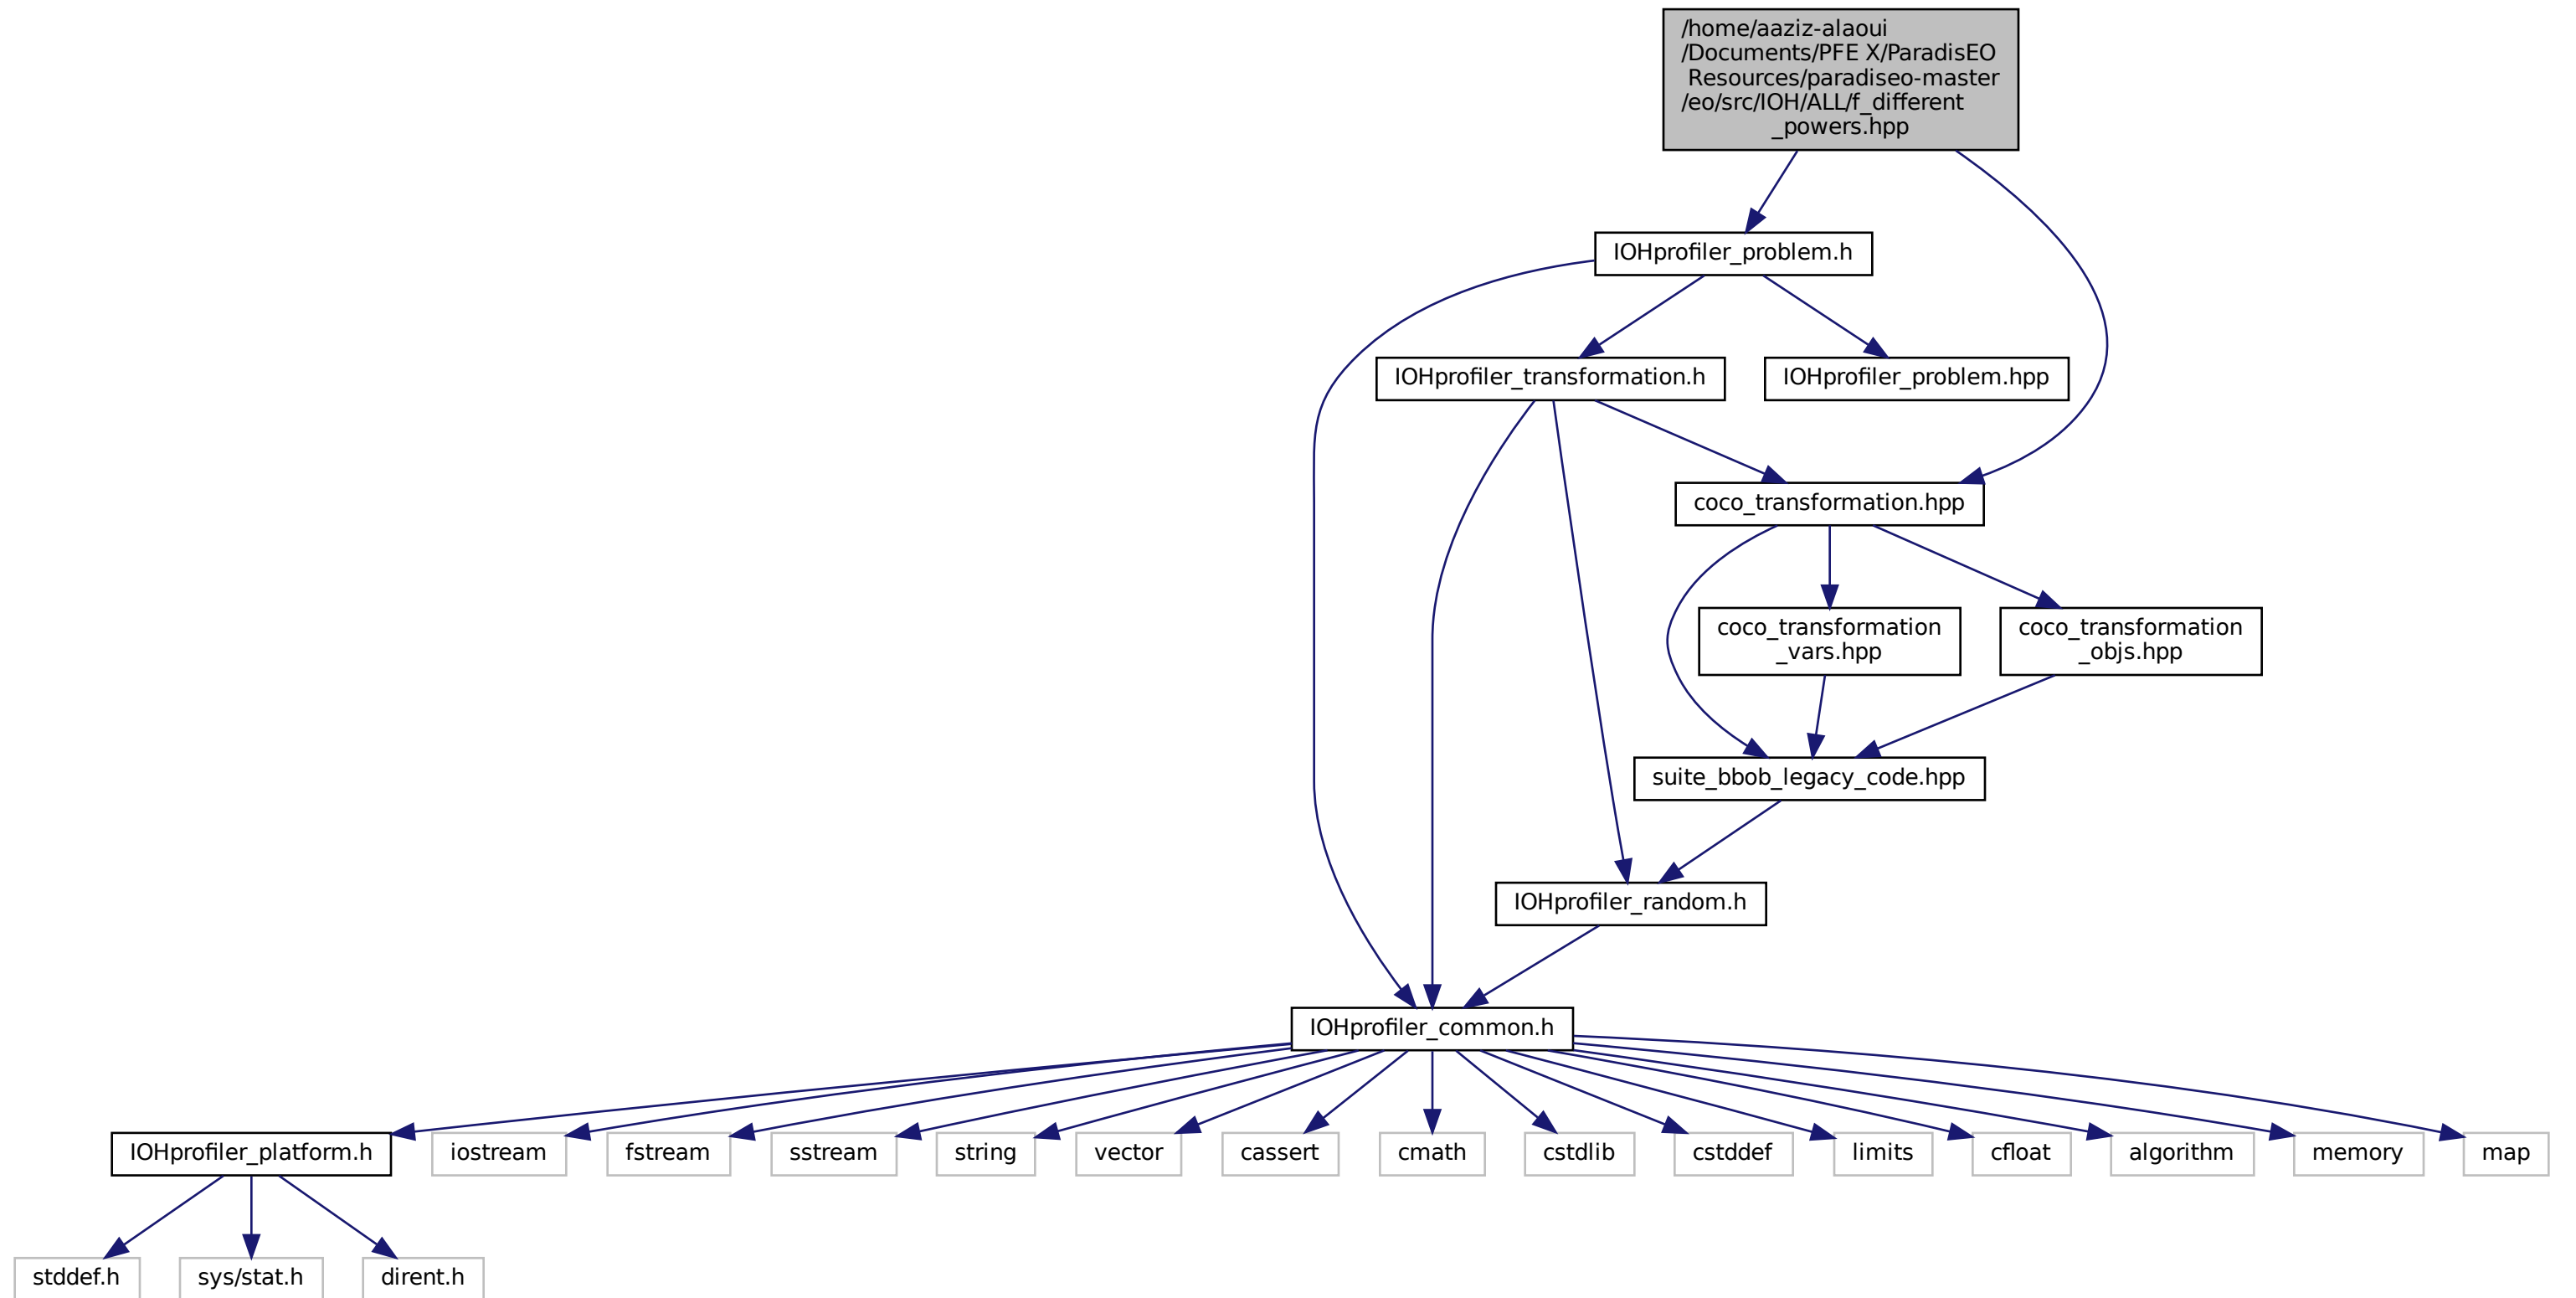 /home/aaziz-alaoui
/Documents/PFE X/ParadisEO
Resources/paradiseo-master
/eo/src/IOH/ALL/f_different
_powers.hpp
IOHprofiler_problem.h
IOHprofiler_transformation.h
IOHprofiler_problem.hpp
coco_transformation.hpp
coco_transformation
_vars.hpp
coco_transformation
_objs.hpp
suite_bbob_legacy_code.hpp
IOHprofiler_random.h
IOHprofiler_common.h
IOHprofiler_platform.h
iostream
fstream
sstream
string
vector
cassert
cmath
cstdlib
cstddef
limits
cfloat
algorithm
memory
map
stddef.h
sys/stat.h
dirent.h